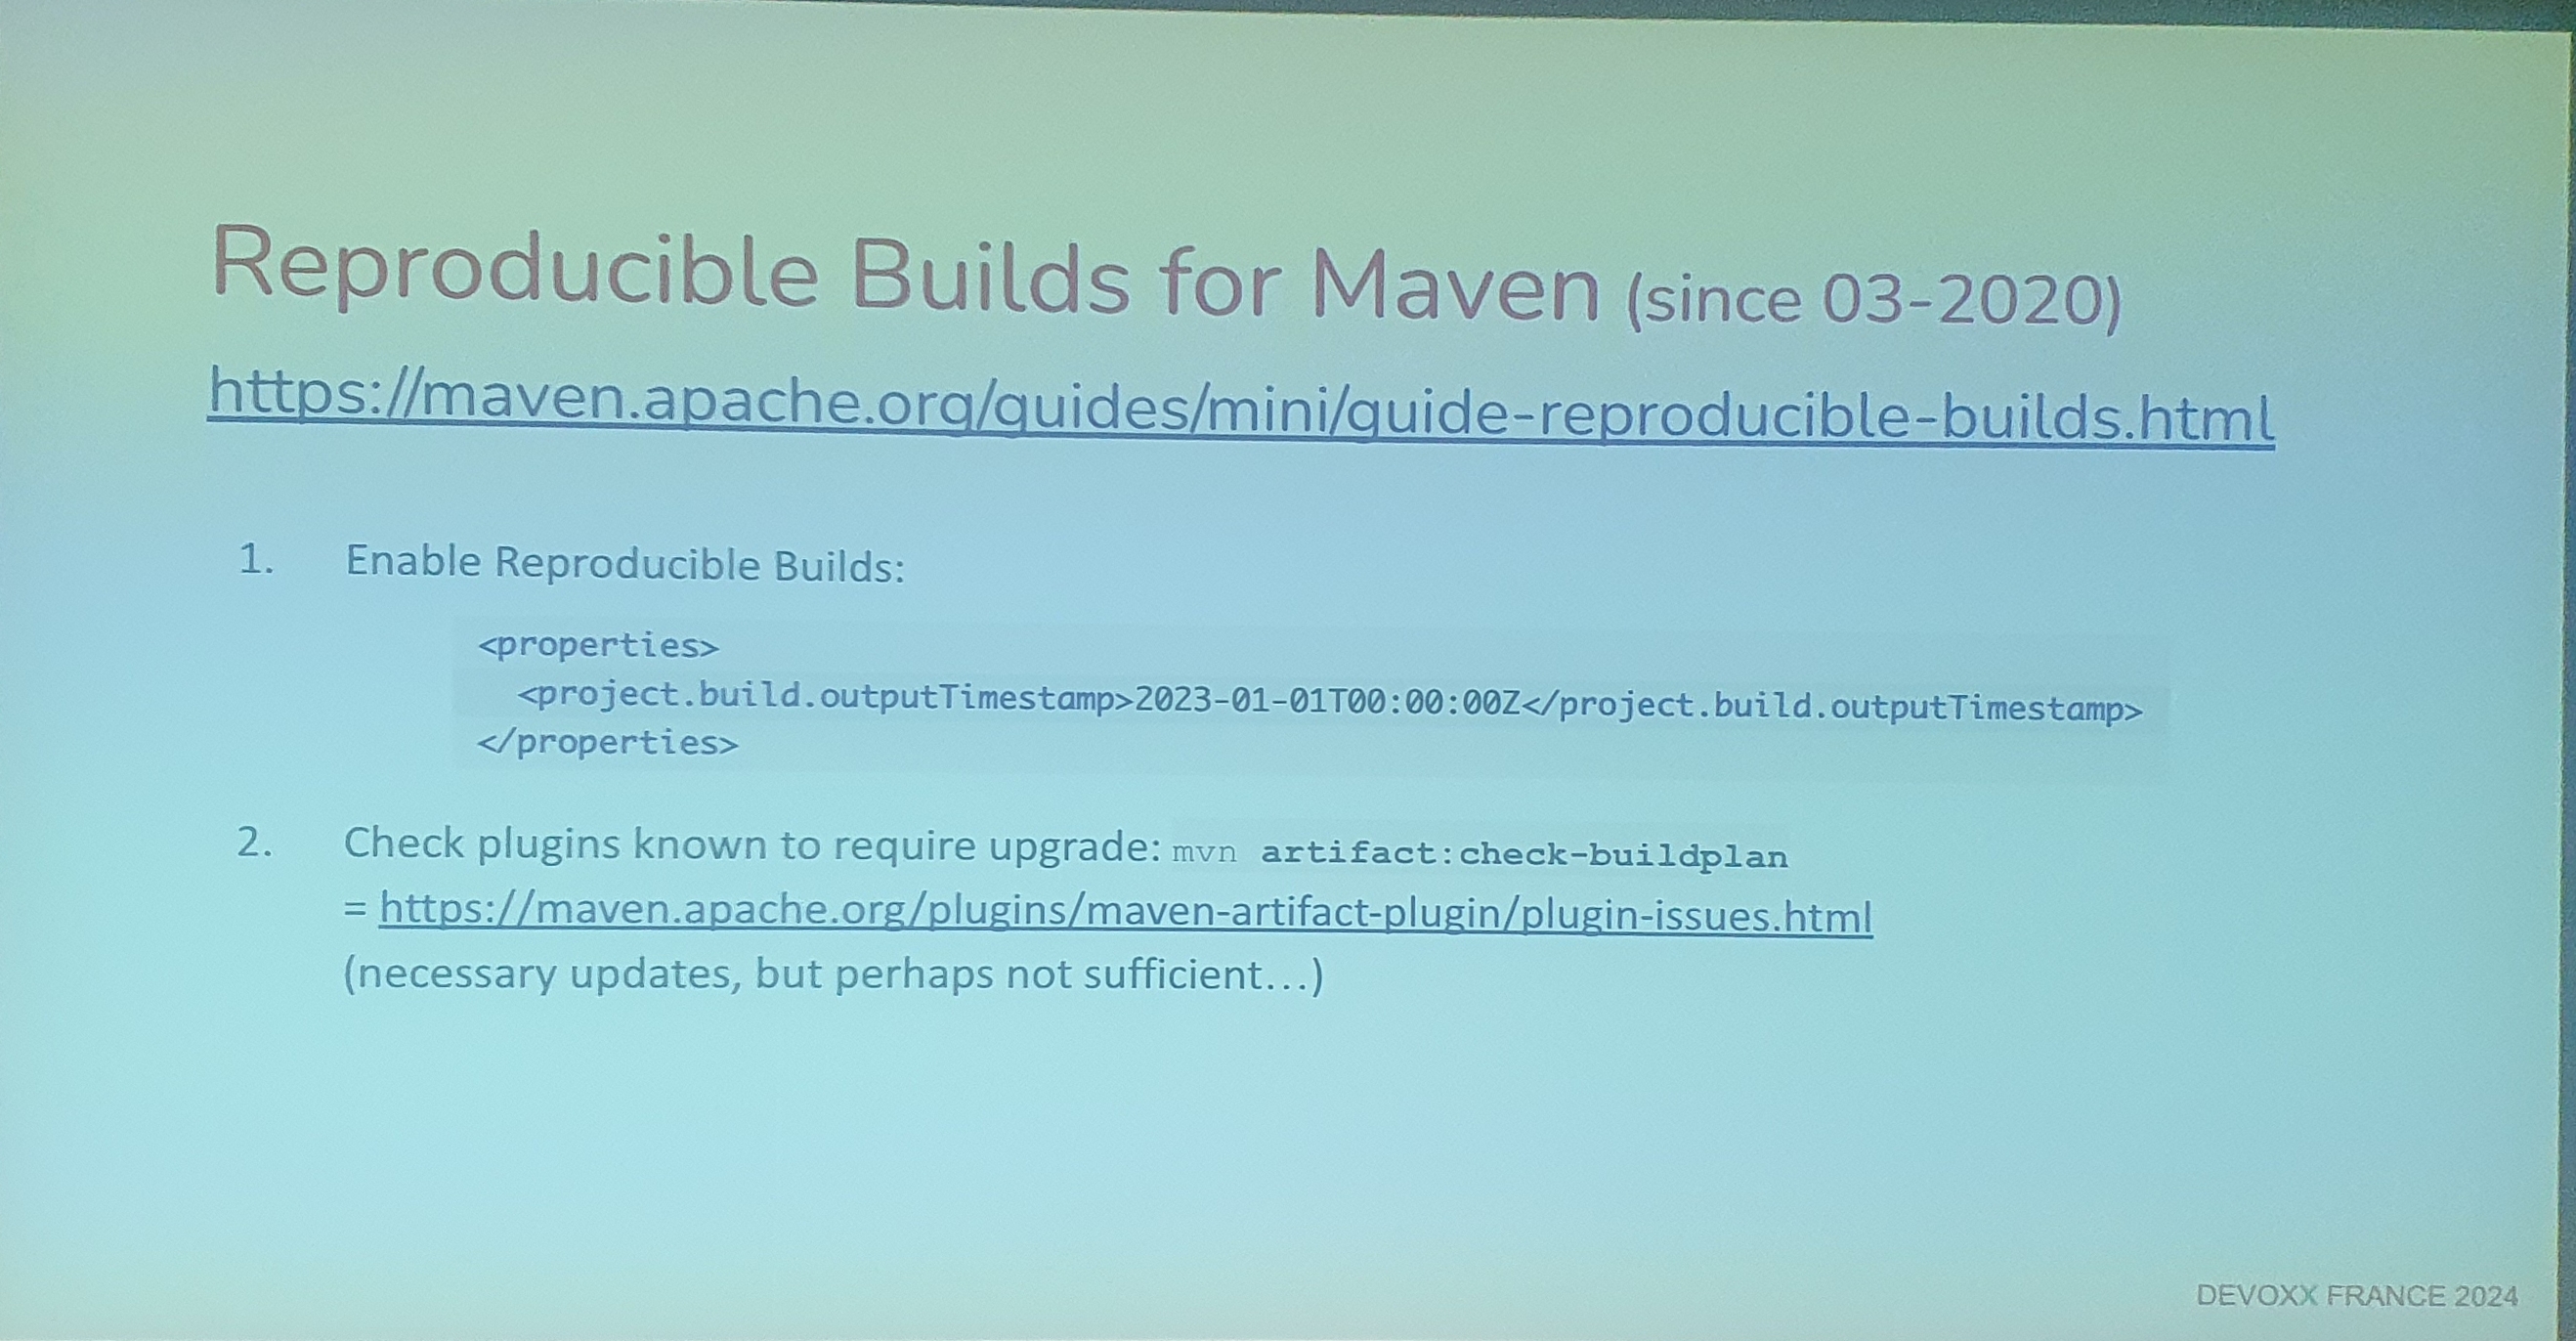 Reproducible Builds for Maven (since 03-2020)
https://maven.apache.org/guides/mini/guide-reproducible-builds.html
1. Enable Reproducible Builds:
<properties>
<project.build.outputTimestamp>2023-01-01T00:00:00Z</project.build.outputTimestamp>
</properties>
2. Check plugins known to require upgrade: mvn artifact:check-buildplan
= https://maven.apache.org/plugins/maven-artifact-plugin/plugin-issues.html
(necessary updates, but perhaps not sufficient...)
DEVOXX FRANCE 2024